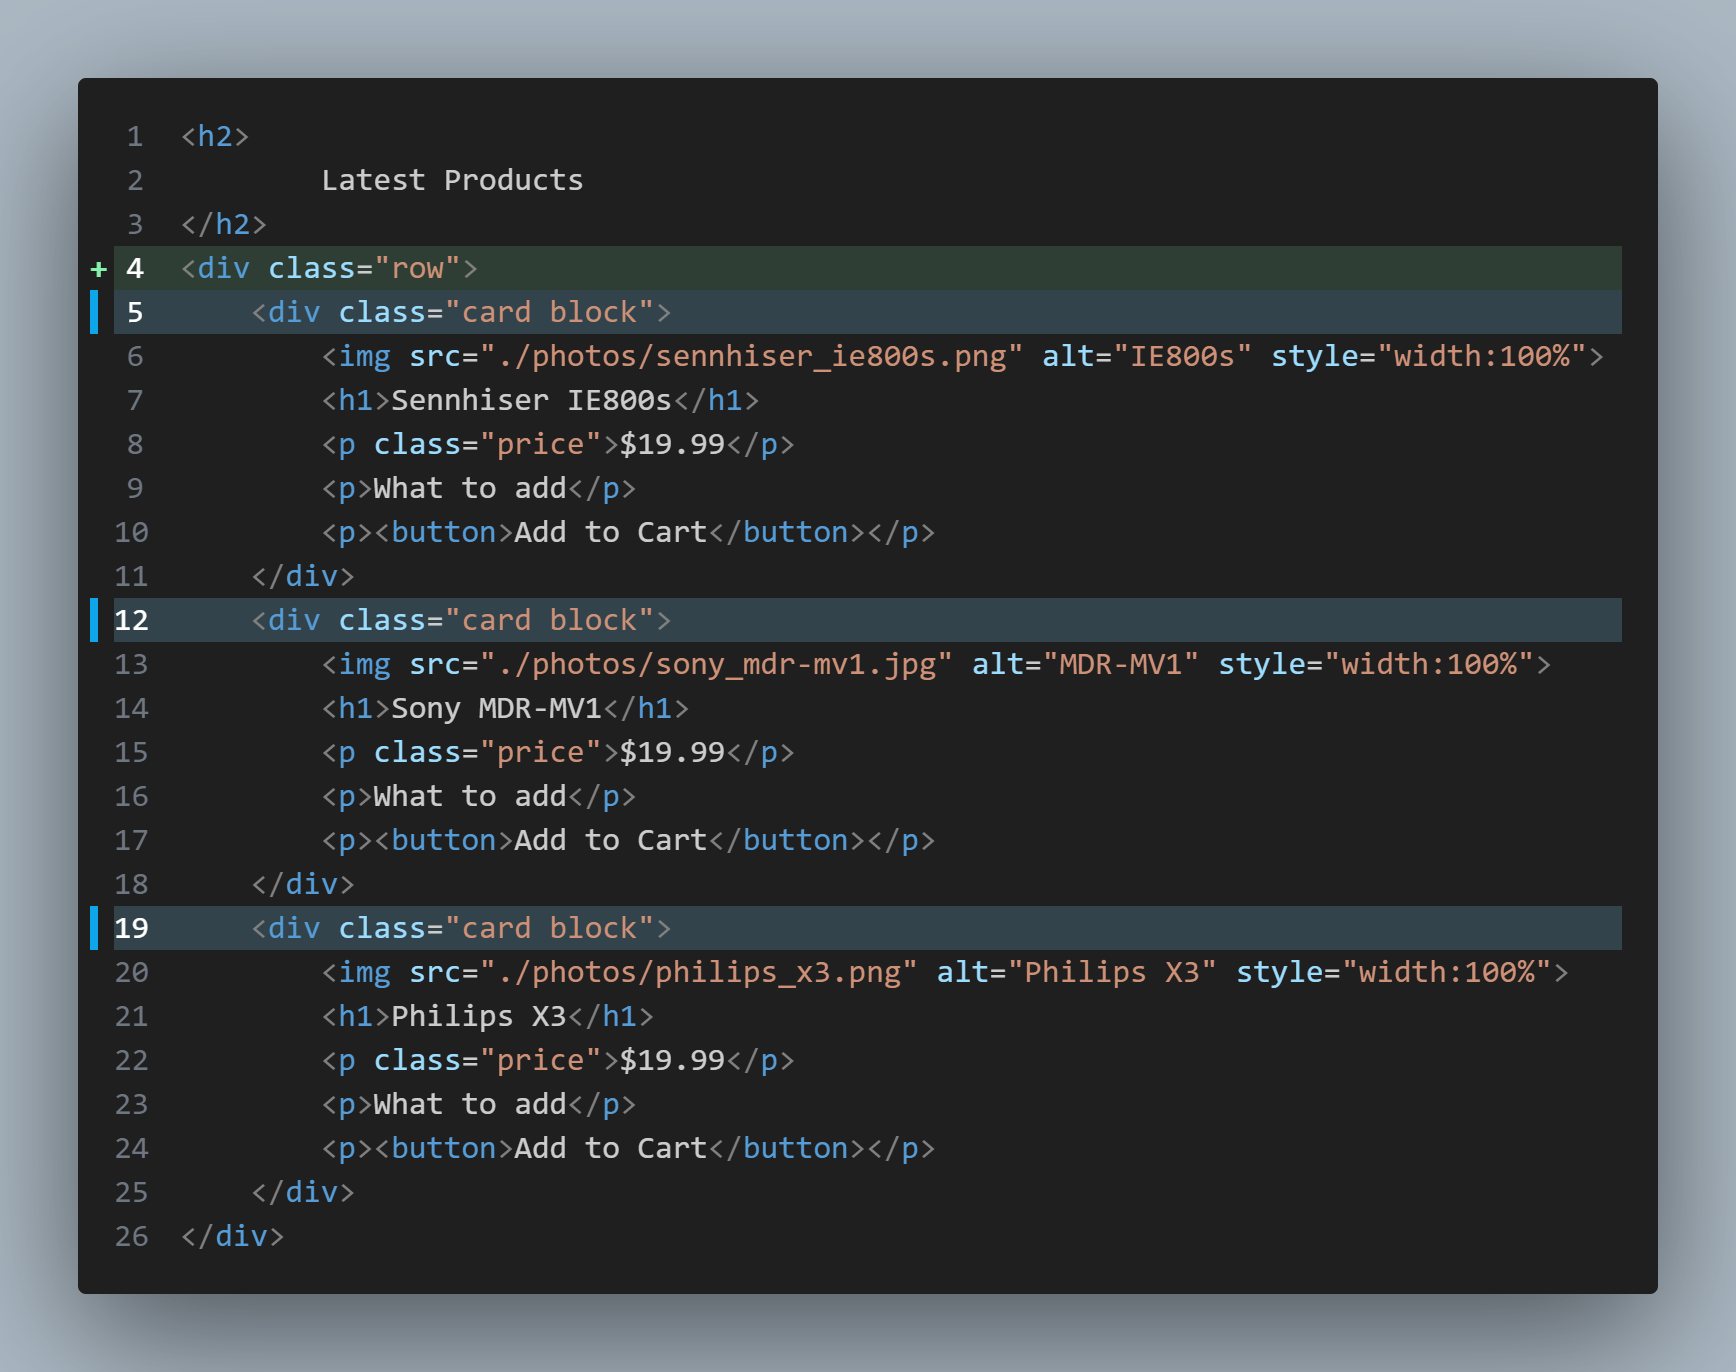 1 <h2>
2         Latest Products
3 </h2>
+ 4 <div class="row">
5     <div class="card block">
6         <img src="./photos/sennhiser_ie800s.png" alt="IE800s" style="width:100%">
7         <h1>Sennhiser IE800s</h1>
8         <p class="price">$19.99</p>
9         <p>What to add</p>
10         <p><button>Add to Cart</button></p>
11     </div>
12     <div class="card block">
13         <img src="./photos/sony_mdr-mv1.jpg" alt="MDR-MV1" style="width:100%">
14         <h1>Sony MDR-MV1</h1>
15         <p class="price">$19.99</p>
16         <p>What to add</p>
17         <p><button>Add to Cart</button></p>
18     </div>
19     <div class="card block">
20         <img src="./photos/philips_x3.png" alt="Philips X3" style="width:100%">
21         <h1>Philips X3</h1>
22         <p class="price">$19.99</p>
23         <p>What to add</p>
24         <p><button>Add to Cart</button></p>
25     </div>
26 </div>